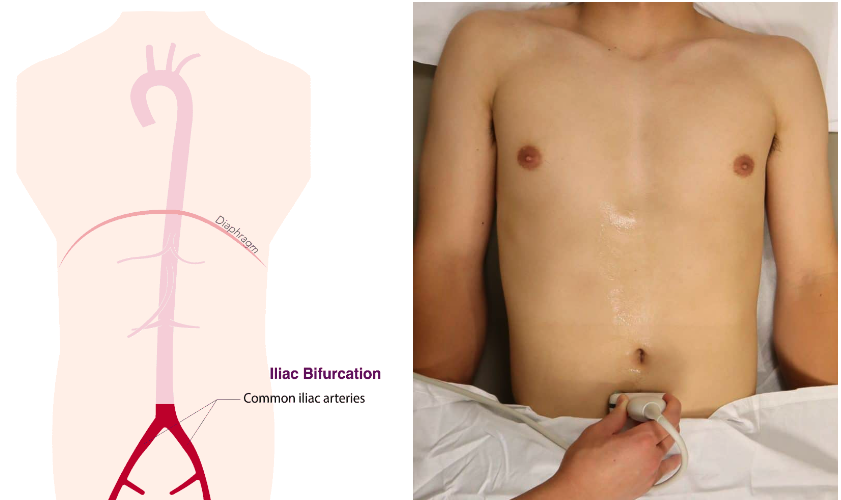 Diaphragm
Iliac Bifurcation
Common iliac arteries